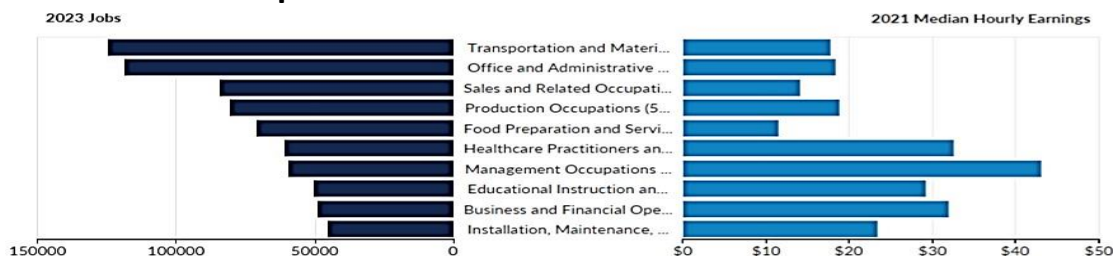 2023 Jobs
2021 Median Hourly Earnings
Transportation and Materi...
Office and Administrative ...
Sales and Related Occupati...
Production Occupations (5...
Food Preparation and Servi...
Healthcare Practitioners an...
Management Occupations ...
Educational Instruction an...
Business and Financial Ope...
Installation, Maintenance, ...
150000 100000 50000 0 $0 $10 $20 $30 $40 $50